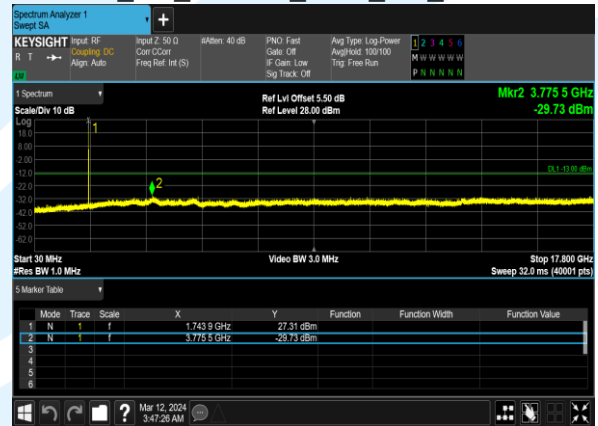 Spectrum Analyzer 1
Swept SA
KEYSIGHT
R T
LV
Input: RF
Coupling: DC
Align: Auto
Input Z: 50 Ω
Corr CCorr
Freq Ref: Int (S)
#Atten: 40 dB
PNO: Fast
Gate: Off
IF Gain: Low
Sig Track: Off
Avg Type: Log-Power
Avg|Hold: 100/100
Trig: Free Run
1 2 3 4 5 6
M W W W W W
P N N N N N
1 Spectrum
Scale/Div 10 dB
Log
Ref Lvl Offset 5.50 dB
Ref Level 28.00 dBm
Mkr2 3.775 5 GHz
-29.73 dBm
18.0
8.00
-2.00
-12.0
-22.0
-32.0
-42.0
-52.0
-62.0
1
2
DL1 -13.00 dBm
Start 30 MHz
#Res BW 1.0 MHz
Video BW 3.0 MHz
Stop 17.800 GHz
Sweep 32.0 ms (40001 pts)
5 Marker Table
Mode Trace Scale X Y Function Function Width Function Value
1 N 1 f 1.743 9 GHz 27.31 dBm
2 N 1 f 3.775 5 GHz -29.73 dBm
3
4
5
6
?
Mar 12, 2024
3:47:26 AM